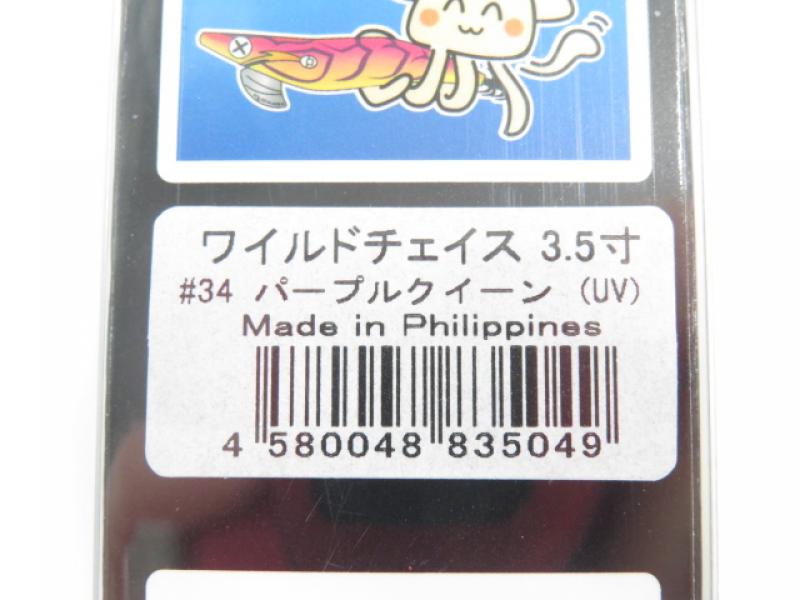 ワイルドチェイス 3.5寸
#34 パープルクイーン (UV)
Made in Philippines
4 580048 835049